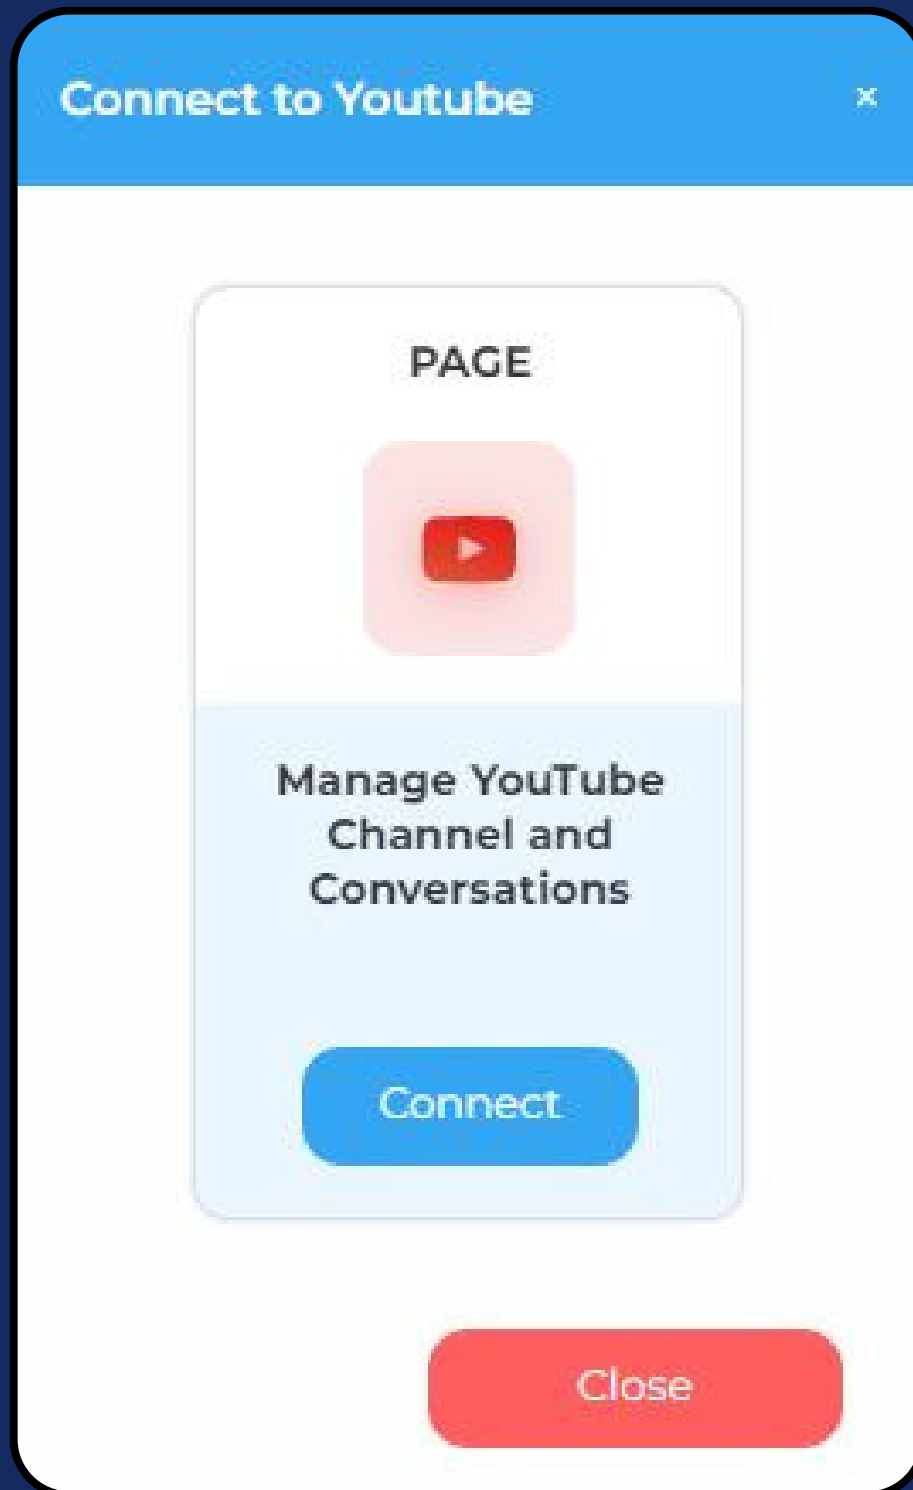 Connect to Youtube
×
PAGE
Manage YouTube
Channel and
Conversations
Connect
Close